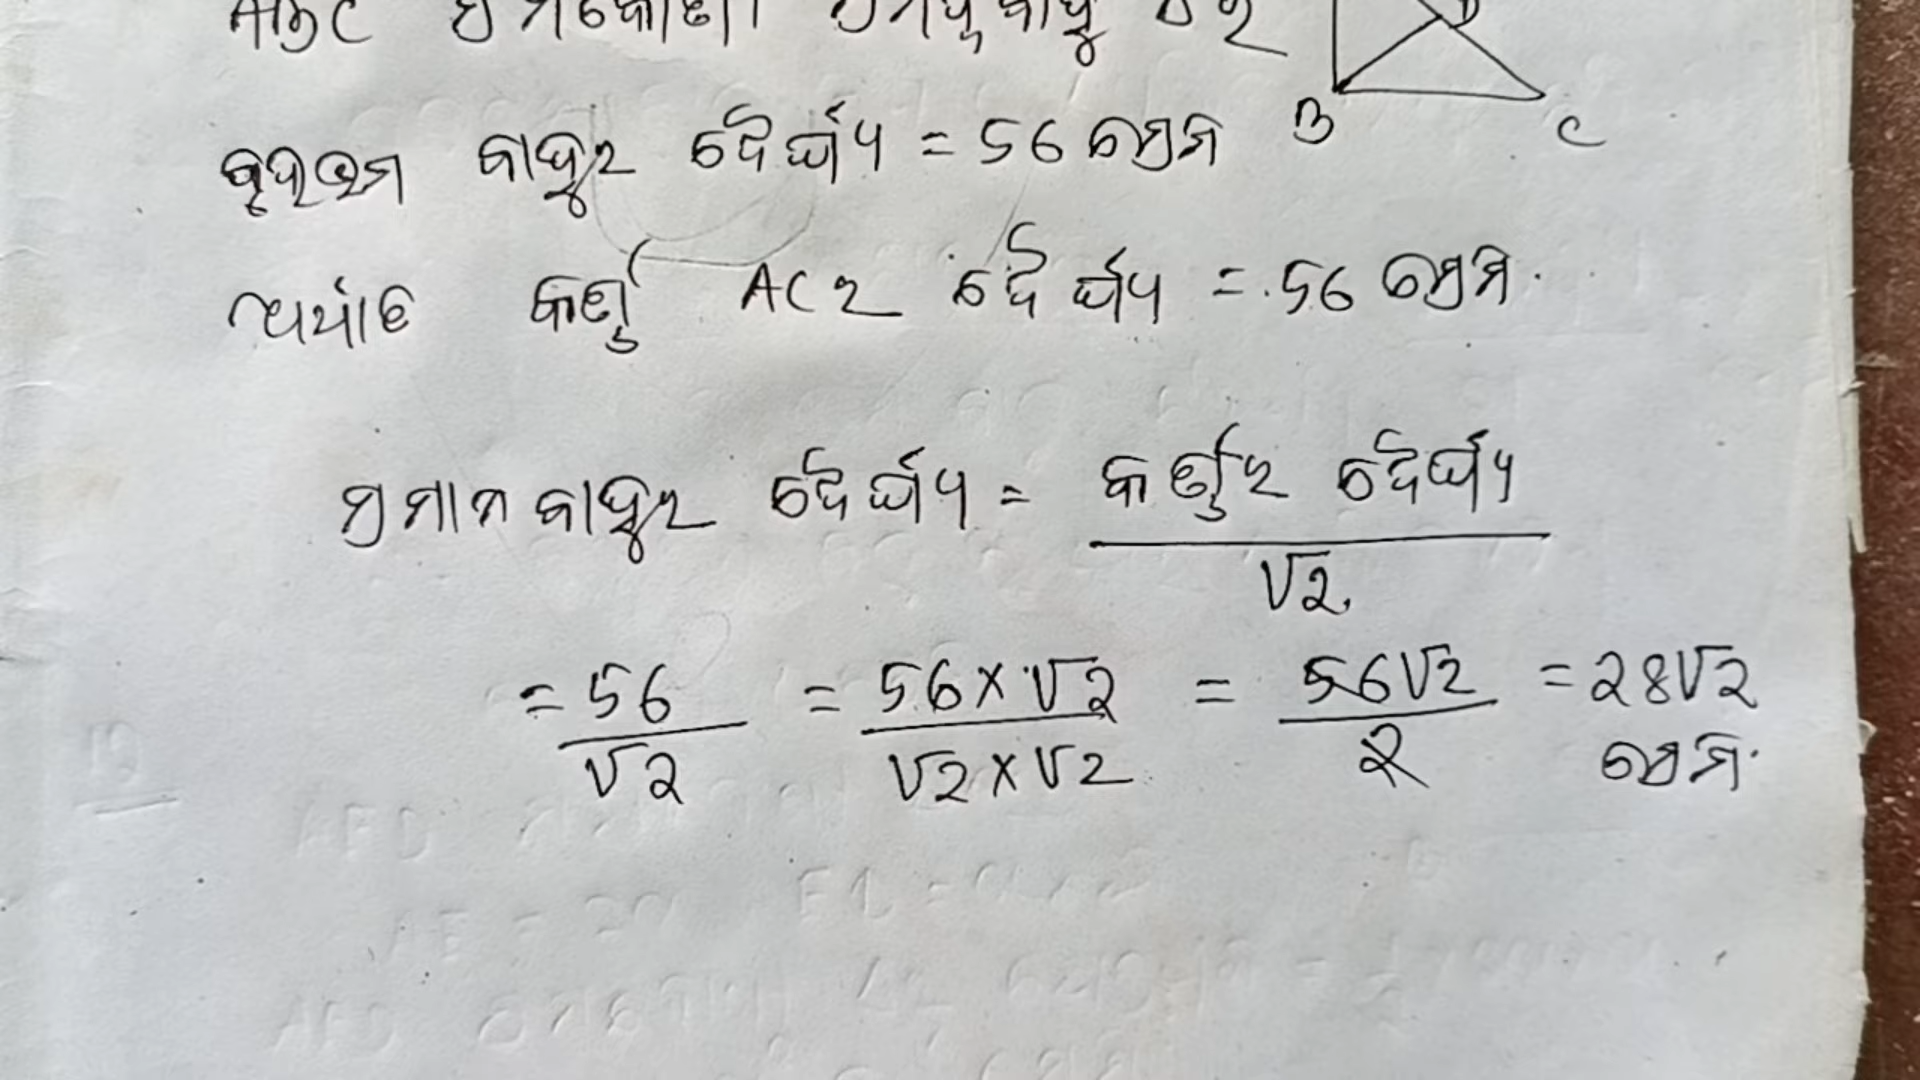 ABC ସମକୋଣୀ ସମଦ୍ୱିବାହୁ Δର
B
C
ବୃହତ୍ତମ ବାହୁର ଦୈର୍ଘ୍ୟ = 56 ସେମି
ଅର୍ଥାତ୍ କର୍ଣ୍ଣ ACର ଦୈର୍ଘ୍ୟ = 56 ସେମି.
ସମାନ ବାହୁର ଦୈର୍ଘ୍ୟ = କର୍ଣ୍ଣର ଦୈର୍ଘ୍ୟ / √2
= 56/√2 = 56×√2 / √2×√2 = 56√2/2 = 28√2
ସେମି.